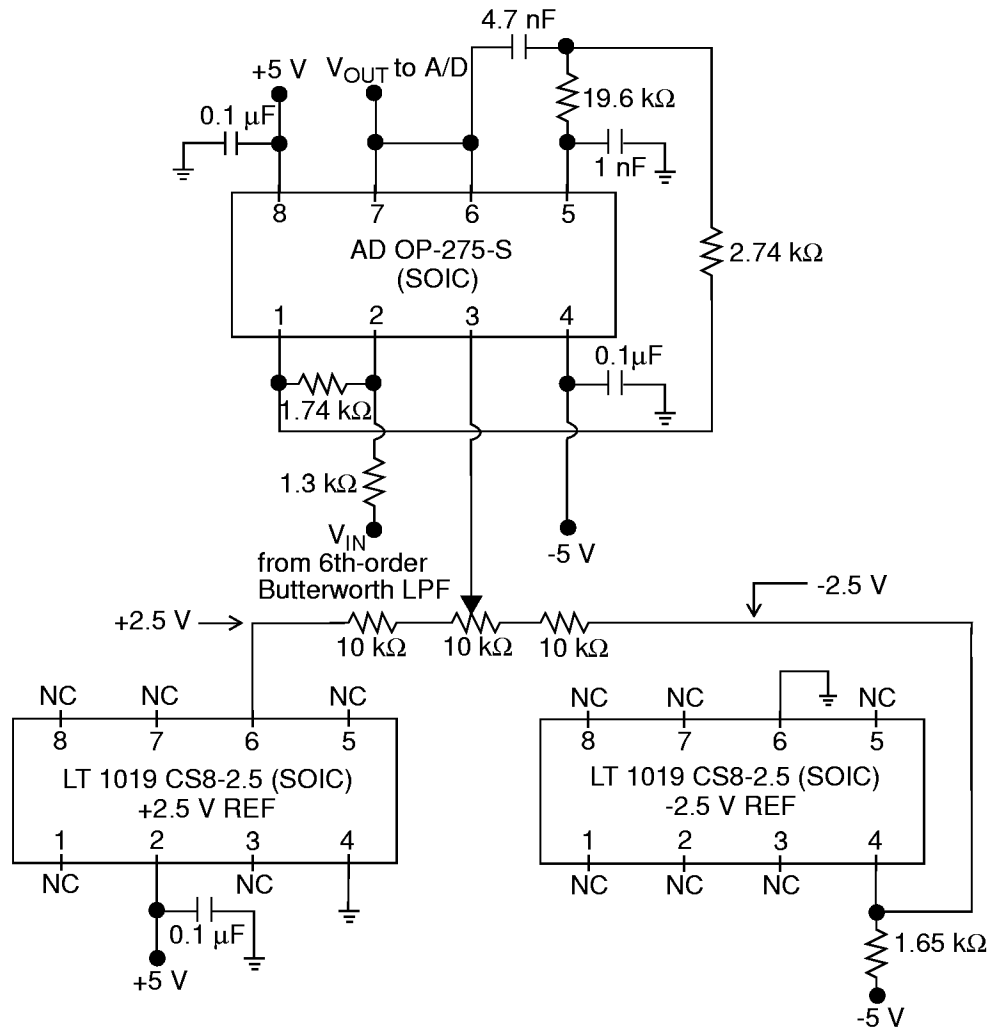 4.7 nF
+5 V
VOUT to A/D
19.6 kΩ
0.1 µF
1 nF
8 7 6 5
AD OP-275-S
(SOIC)
2.74 kΩ
1 2 3 4
0.1µF
1.74 kΩ
1.3 kΩ
VIN
-5 V
from 6th-order
Butterworth LPF
-2.5 V
+2.5 V
10 kΩ 10 kΩ 10 kΩ
NC NC NC
8 7 6 5
LT 1019 CS8-2.5 (SOIC)
+2.5 V REF
1 2 3 4
NC NC
0.1 µF
+5 V
NC NC NC
8 7 6 5
LT 1019 CS8-2.5 (SOIC)
-2.5 V REF
1 2 3 4
NC NC NC
1.65 kΩ
-5 V